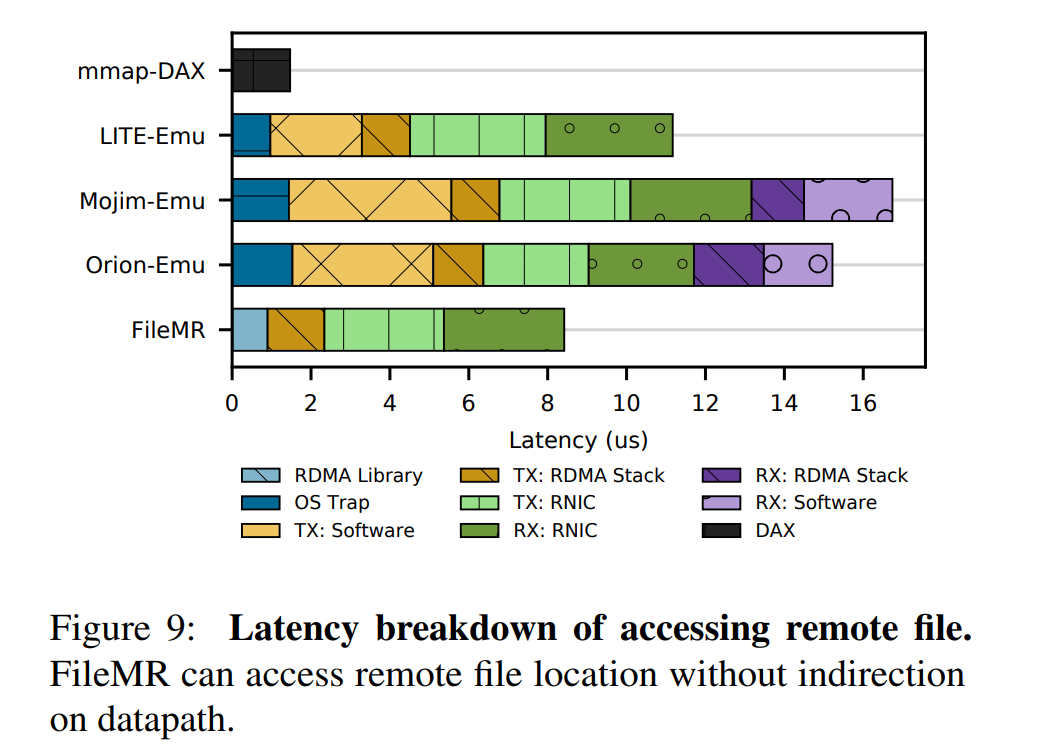 mmap-DAX
LITE-Emu
Mojim-Emu
Orion-Emu
FileMR
0 2 4 6 8 10 12 14 16
Latency (us)
RDMA Library TX: RDMA Stack RX: RDMA Stack
OS Trap TX: RNIC RX: Software
TX: Software RX: RNIC DAX
Figure 9: Latency breakdown of accessing remote file.
FileMR can access remote file location without indirection
on datapath.